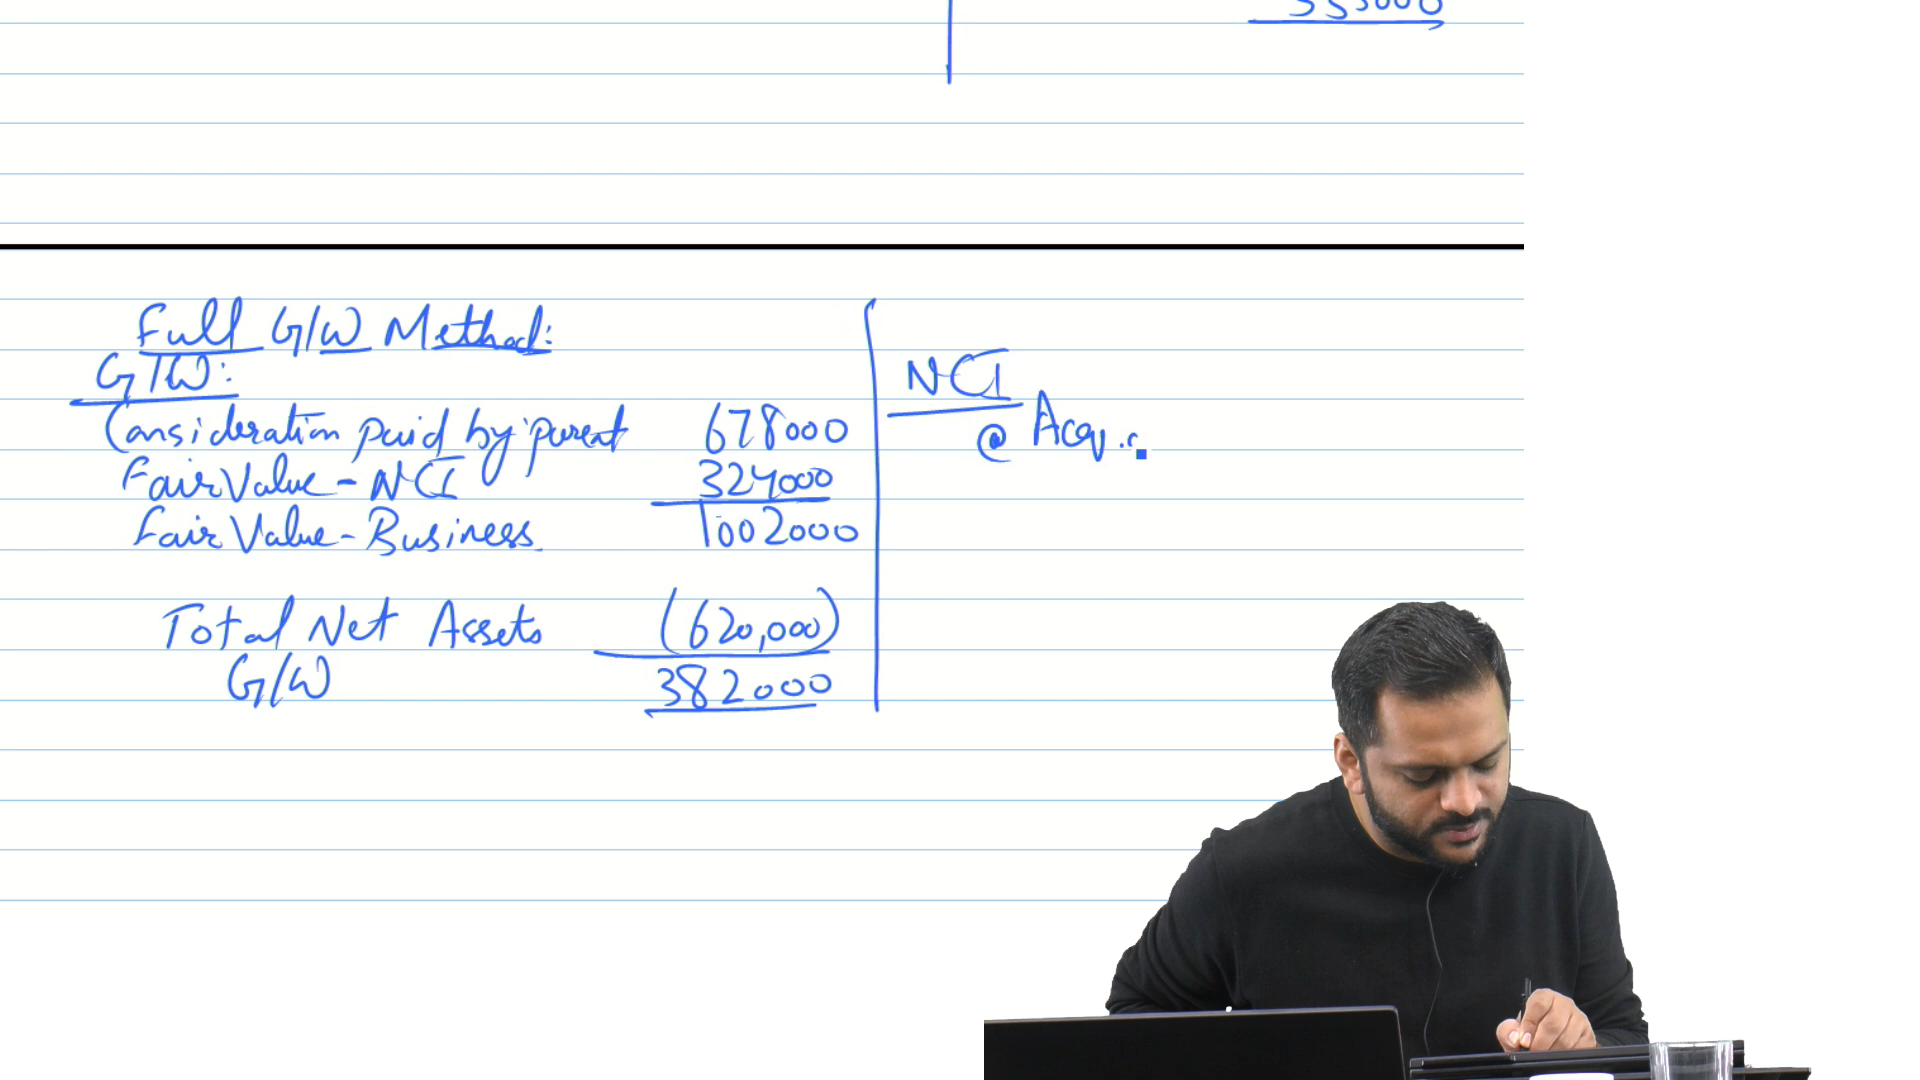 Full G/W Method:
G/W:
Consideration paid by parent 678000
Fair Value - NCI 324000
Fair Value - Business 1002000
Total Net Assets (620,000)
G/W 382000
NCI
@ Acq.